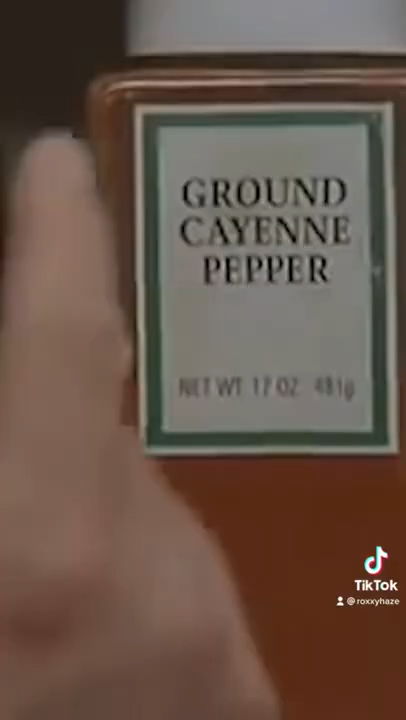 GROUND
CAYENNE
PEPPER
NET WT 17 OZ 481g
TikTok
@roxxyhaze